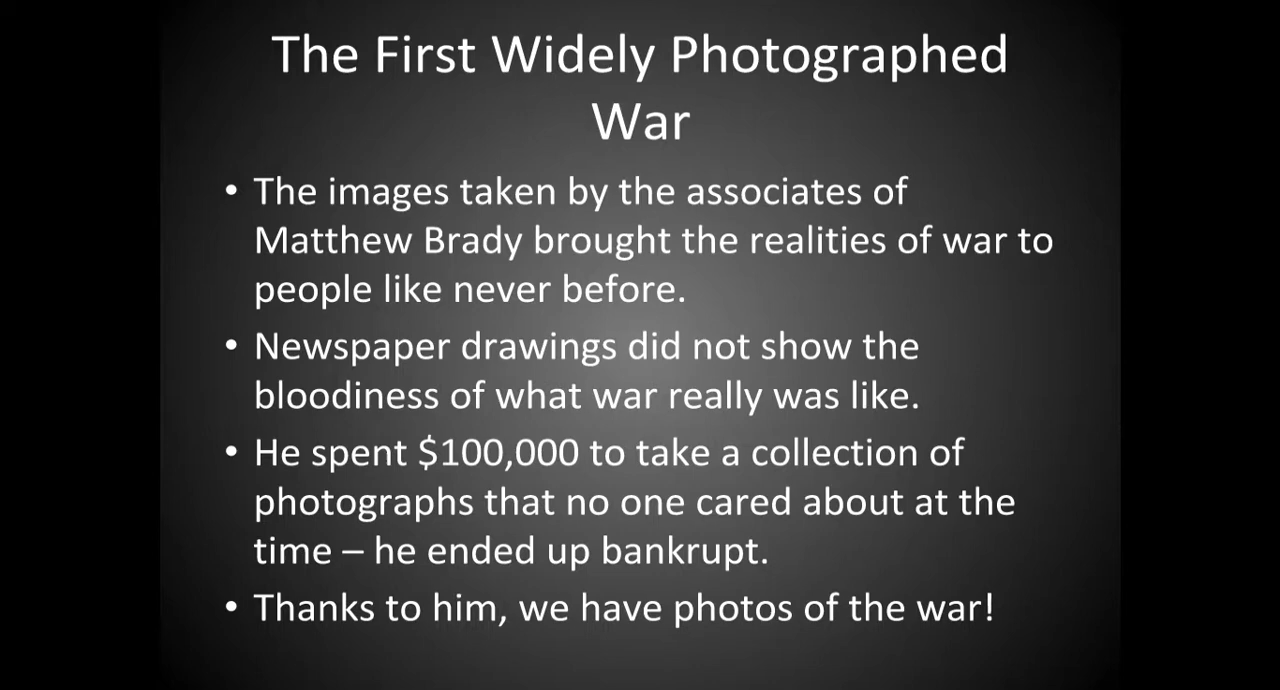 The First Widely Photographed
War
• The images taken by the associates of
Matthew Brady brought the realities of war to
people like never before.
• Newspaper drawings did not show the
bloodiness of what war really was like.
• He spent $100,000 to take a collection of
photographs that no one cared about at the
time – he ended up bankrupt.
• Thanks to him, we have photos of the war!